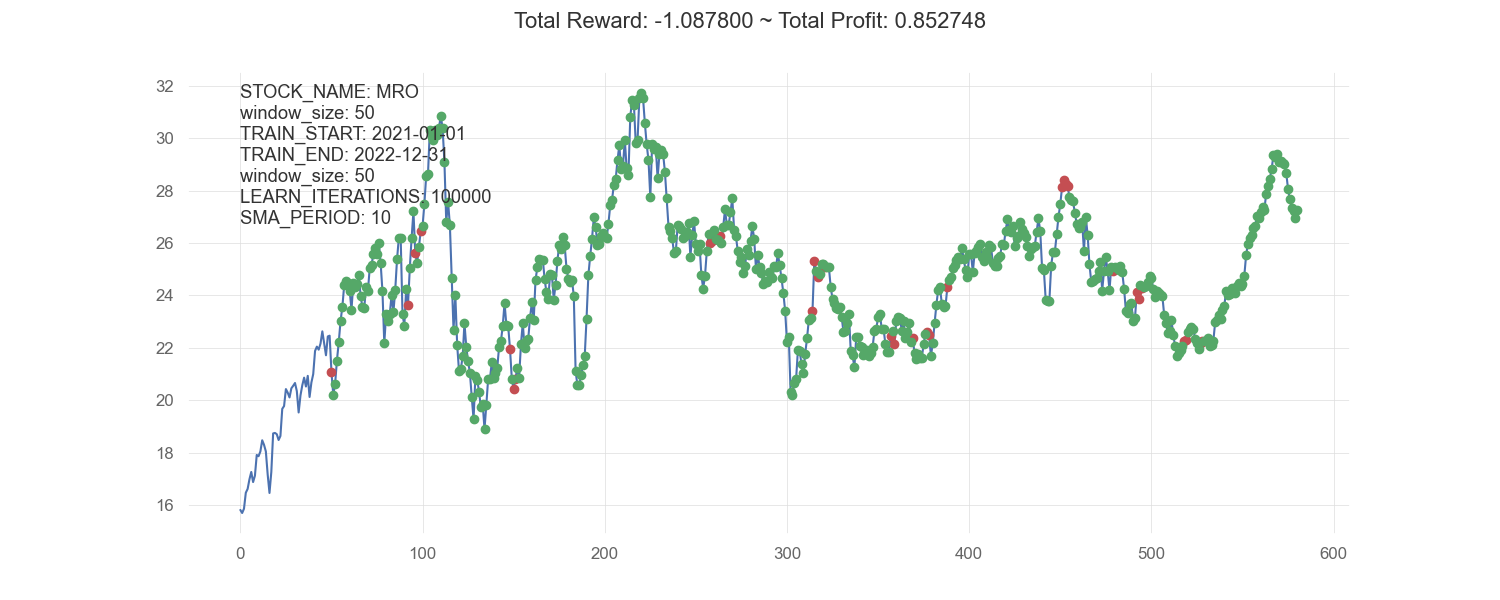 Total Reward: -1.087800 ~ Total Profit: 0.852748
32
STOCK_NAME: MRO
window_size: 50
30
TRAIN_START: 2021-01-01
TRAIN_END: 2022-12-31
window_size: 50
28
LEARN_ITERATIONS: 100000
SMA_PERIOD: 10
26
24
22
20
18
16
0 100 200 300 400 500 600